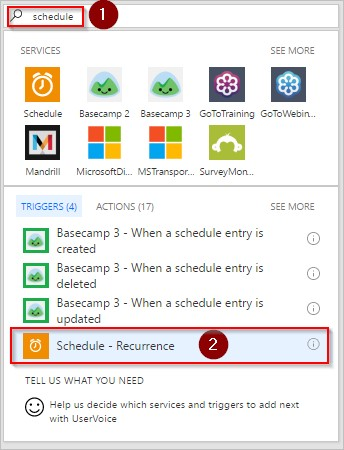 schedule
1
SERVICES SEE MORE
Schedule Basecamp 2 Basecamp 3 GoToTraining GoToWebin...
Mandrill MicrosoftDi... MSTranspor... SurveyMon...
TRIGGERS (4) ACTIONS (17) SEE MORE
Basecamp 3 - When a schedule entry is
created
Basecamp 3 - When a schedule entry is
deleted
Basecamp 3 - When a schedule entry is
updated
Schedule - Recurrence 2
TELL US WHAT YOU NEED
Help us decide which services and triggers to add next
with UserVoice